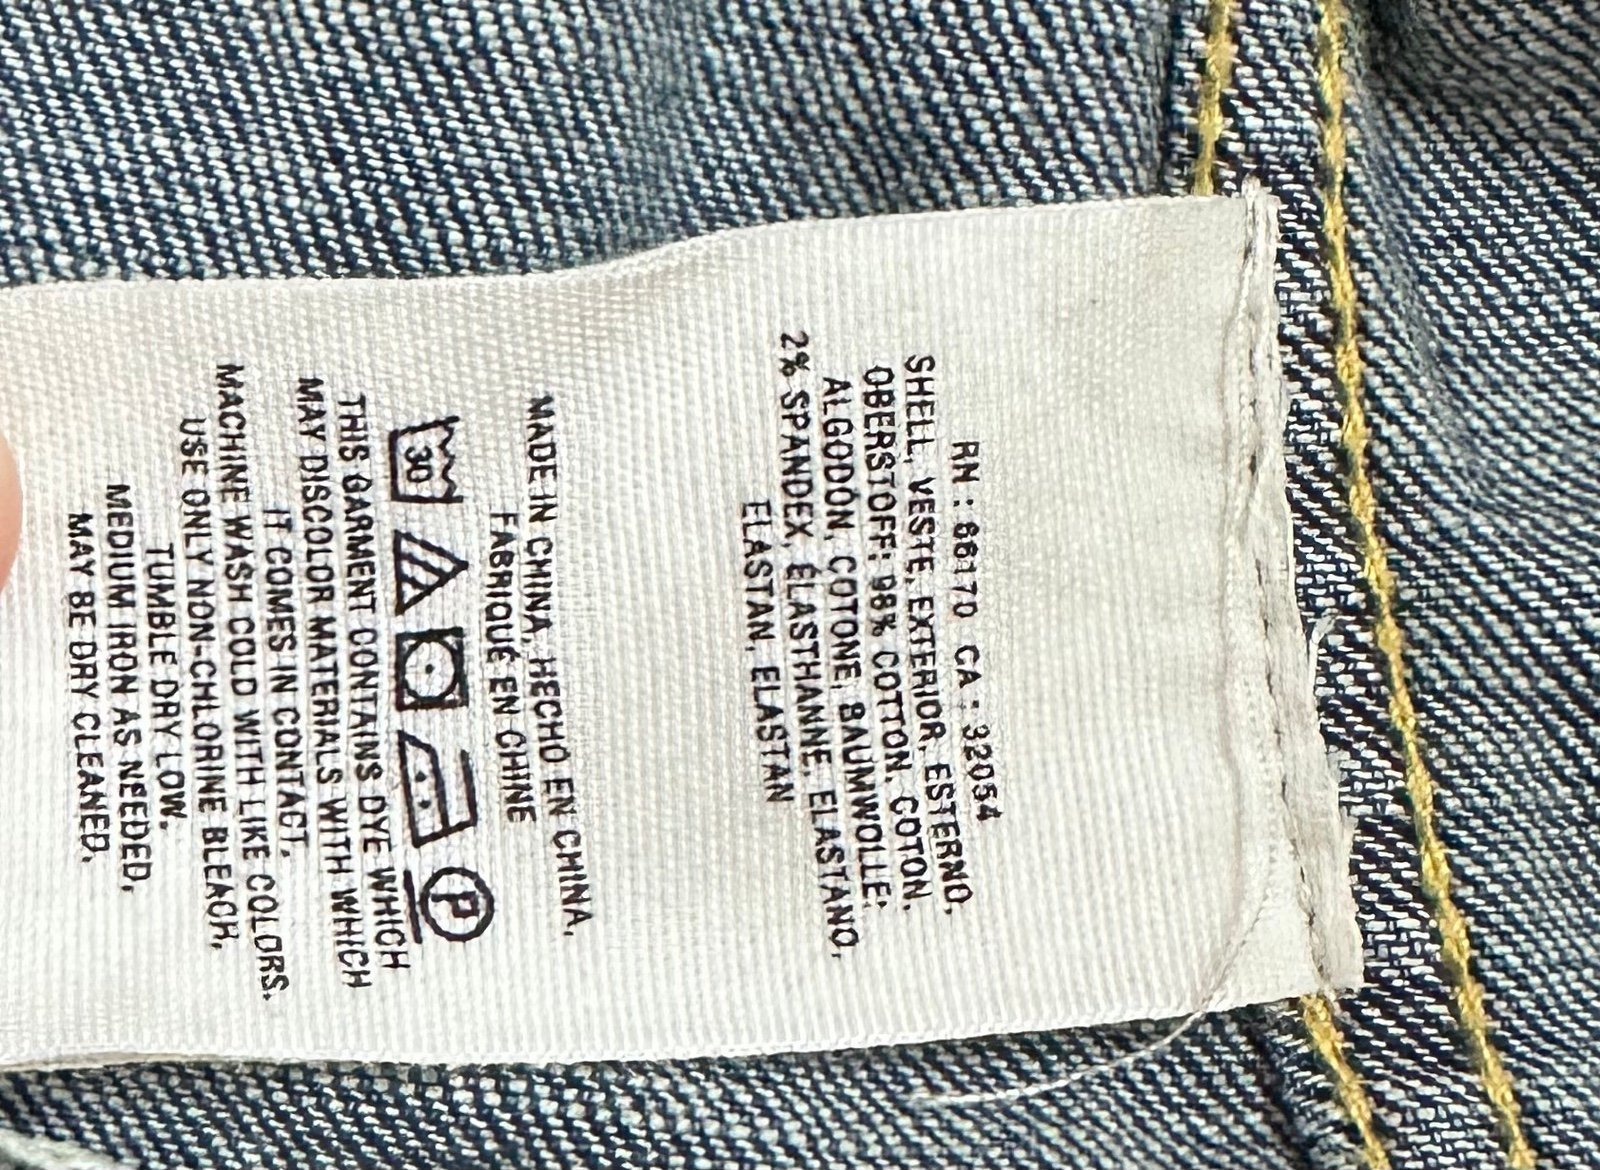 RN : 66170 CA : 32054
SHELL, VESTE, EXTERIOR, ESTERNO,
OBERSTOFF: 98% COTTON, COTON,
ALGODÓN, COTONE, BAUMWOLLE;
2% SPANDEX, ÉLASTHANNE, ELASTANO,
ELASTAN, ELASTAN
MADE IN CHINA, HECHO EN CHINA,
FABRIQUÉ EN CHINE
30 P
THIS GARMENT CONTAINS DYE WHICH
MAY DISCOLOR MATERIALS WITH WHICH
IT COMES IN CONTACT.
MACHINE WASH COLD WITH LIKE COLORS.
USE ONLY NON-CHLORINE BLEACH.
TUMBLE DRY LOW.
MEDIUM IRON AS NEEDED.
MAY BE DRY CLEANED.